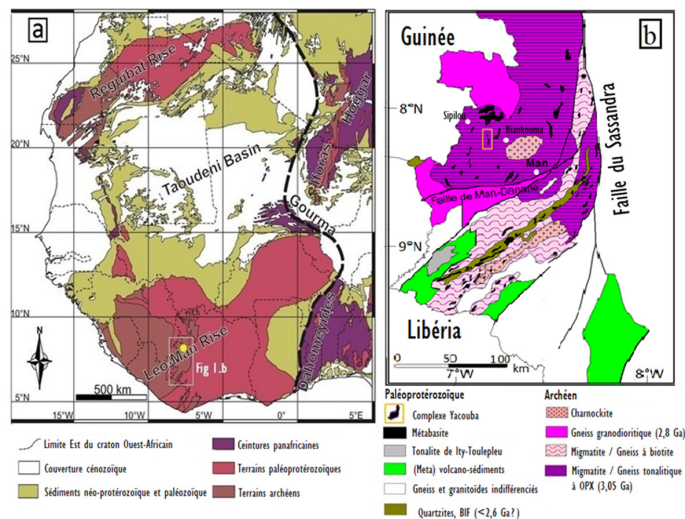 a
25°N
20°N
15°N
10°N
5°N
15°W
10°W
5°W
0°
5°E
Reguibat Rise
Hoggar
Taoudeni Basin
Iforas
Gourma
Leo-Man Rise
Dahomeyides
Fig 1.b
N
500 km
b
Guinée
8°N
Sipilou
Biankouma
Man
Faille de Man-Danané
Faille du Sassandra
9°N
Libéria
0 50 100
7°W km 8°W
Limite Est du craton Ouest-Africain
Couverture cénozoïque
Sédiments néo-protérozoïque et paléozoïque
Ceintures panafricaines
Terrains paléoprotérozoïques
Terrains archéens
Paléoprotérozoïque
Complexe Yacouba
Métabasite
Tonalite de Ity-Toulepleu
(Meta) volcano-sédiments
Gneiss et granitoïdes indifférenciés
Quartzites, BIF (<2,6 Ga?)
Archéen
Charnockite
Gneiss granodioritique (2,8 Ga)
Migmatite / Gneiss à biotite
Migmatite / Gneiss tonalitique
à OPX (3,05 Ga)